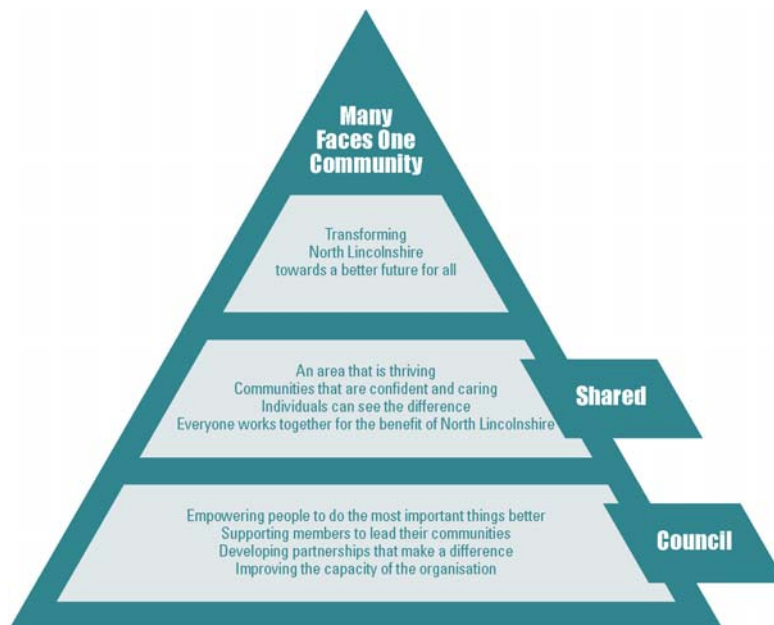 Many
Faces One
Community
Transforming
North Lincolnshire
towards a better future for all
An area that is thriving
Communities that are confident and caring
Individuals can see the difference
Everyone works together for the benefit of North Lincolnshire
Shared
Empowering people to do the most important things better
Supporting members to lead their communities
Developing partnerships that make a difference
Improving the capacity of the organisation
Council